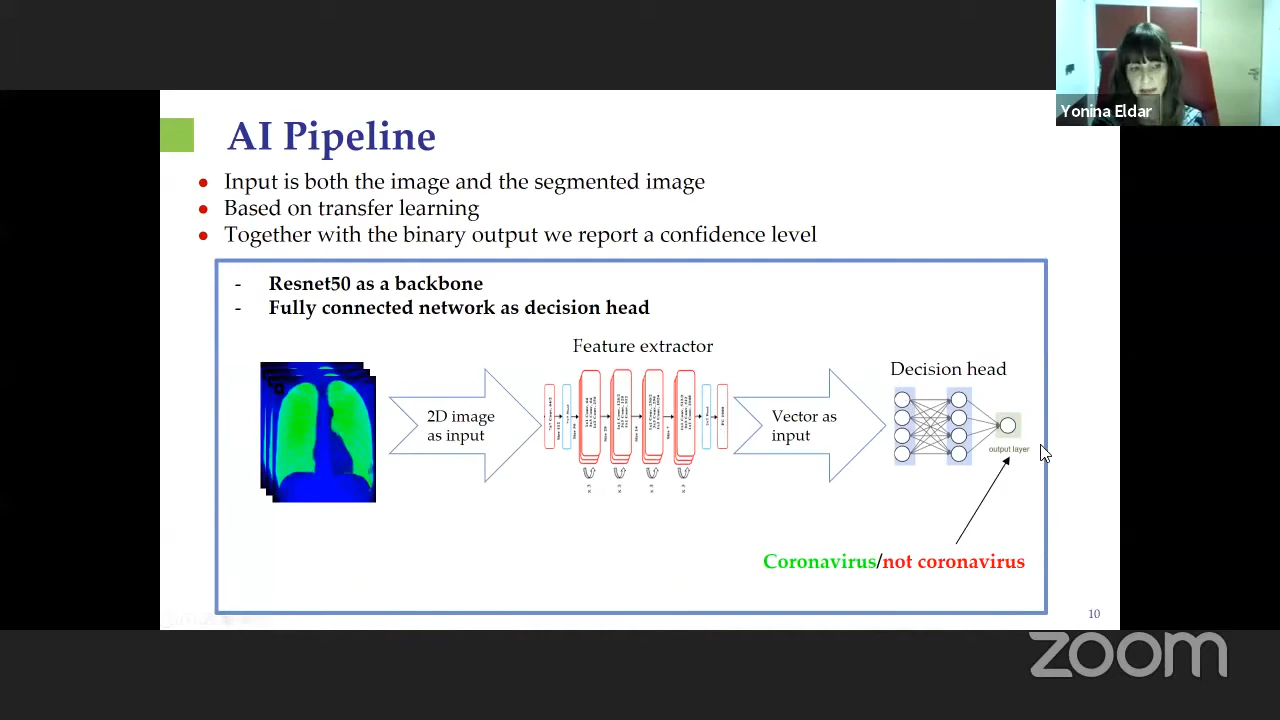 Yonina Eldar
AI Pipeline
● Input is both the image and the segmented image
● Based on transfer learning
● Together with the binary output we report a confidence level
- Resnet50 as a backbone
- Fully connected network as decision head
Feature extractor
Decision head
2D image
as input
Vector as
input
output layer
Coronavirus/not coronavirus
10
zoom